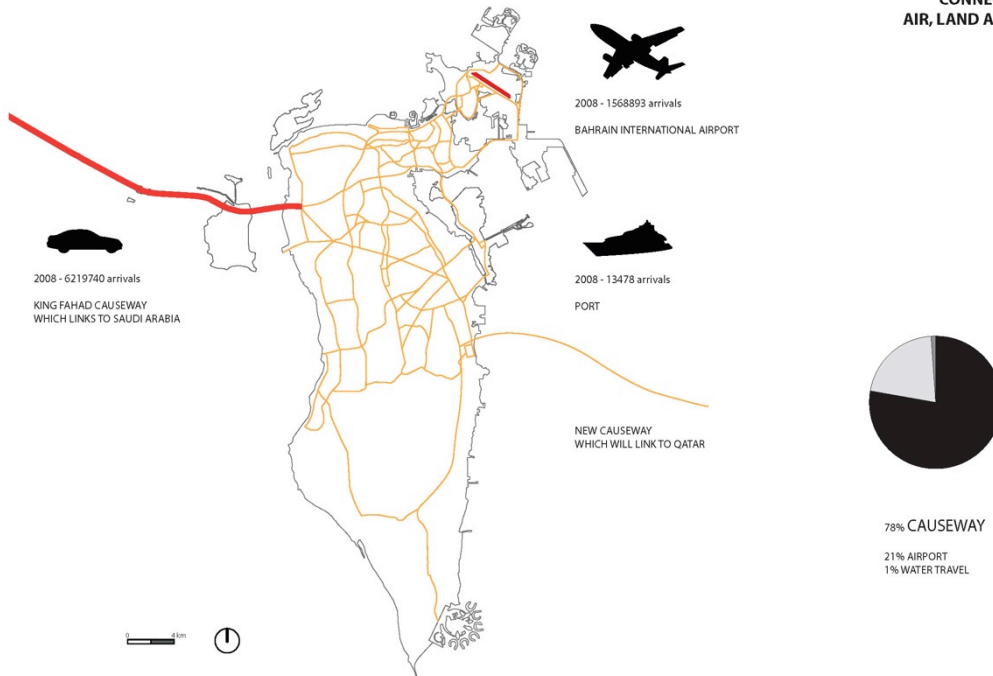 CONNE
AIR, LAND A
2008 - 1568893 arrivals
BAHRAIN INTERNATIONAL AIRPORT
2008 - 6219740 arrivals
KING FAHAD CAUSEWAY
WHICH LINKS TO SAUDI ARABIA
2008 - 13478 arrivals
PORT
NEW CAUSEWAY
WHICH WILL LINK TO QATAR
78% CAUSEWAY
21% AIRPORT
1% WATER TRAVEL
0 4 km